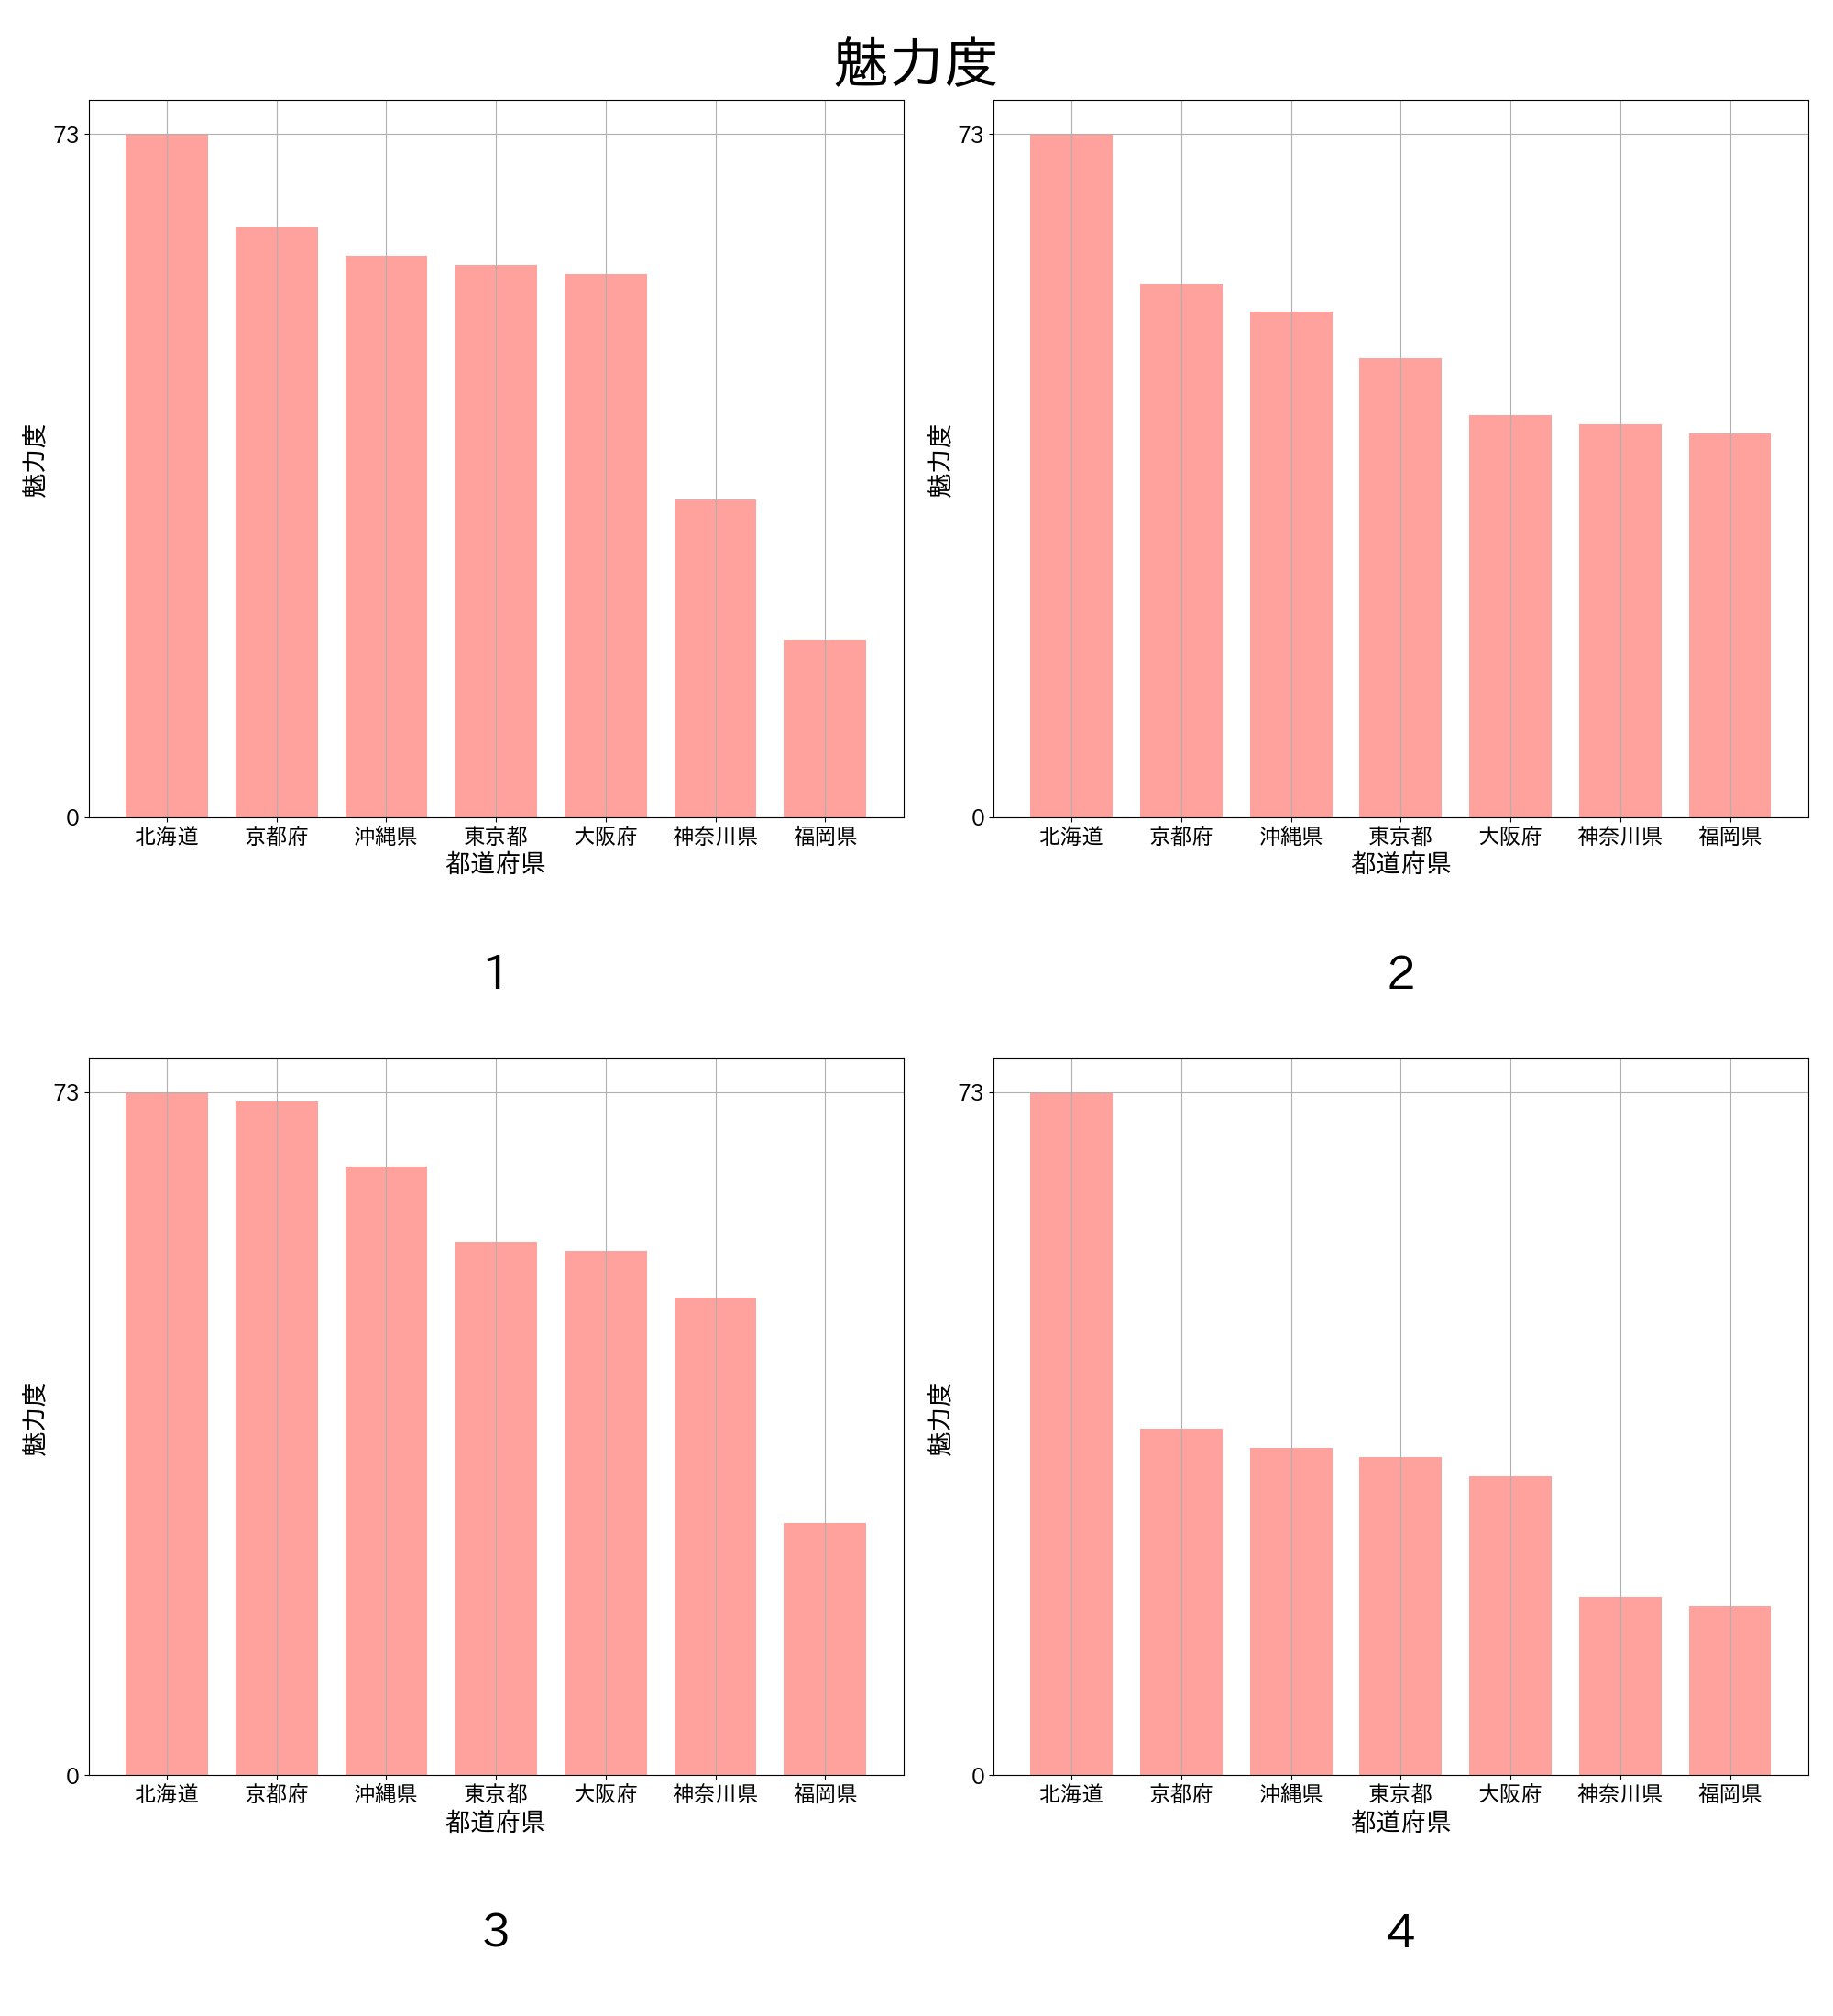 魅力度
73
0
魅力度
北海道 京都府 沖縄県 東京都 大阪府 神奈川県 福岡県
都道府県
1
73
0
魅力度
北海道 京都府 沖縄県 東京都 大阪府 神奈川県 福岡県
都道府県
2
73
0
魅力度
北海道 京都府 沖縄県 東京都 大阪府 神奈川県 福岡県
都道府県
3
73
0
魅力度
北海道 京都府 沖縄県 東京都 大阪府 神奈川県 福岡県
都道府県
4